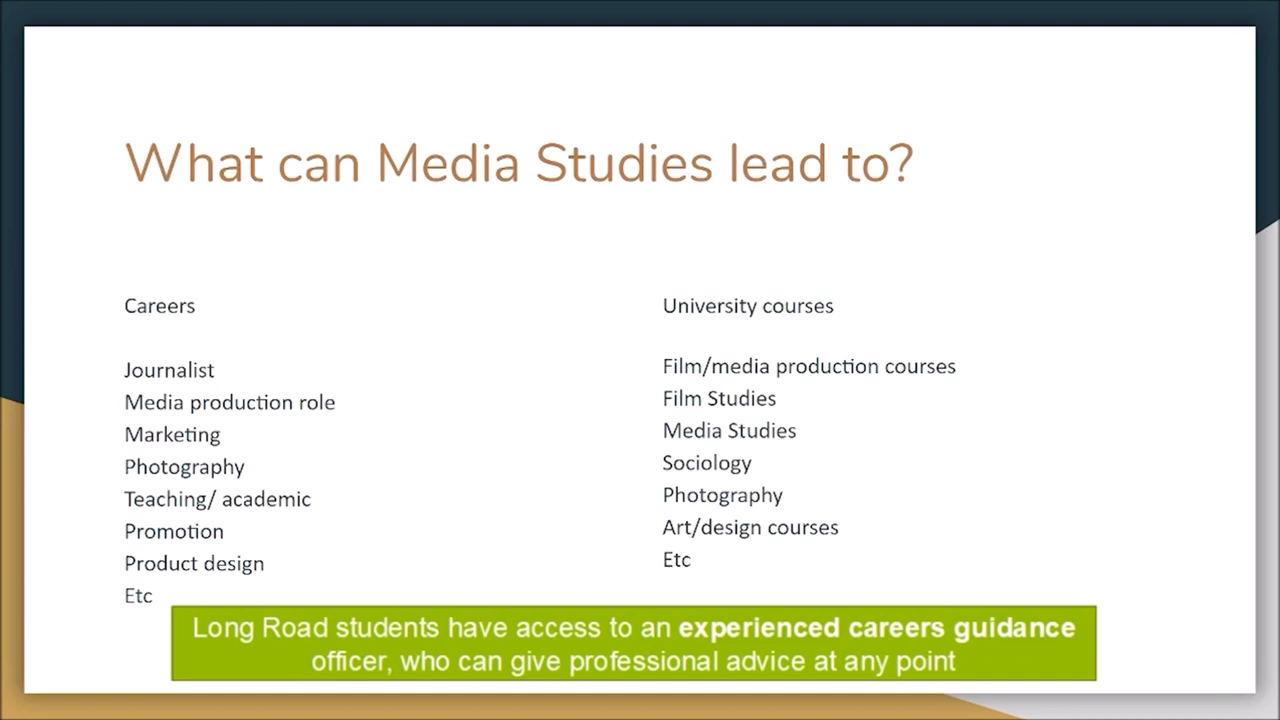 What can Media Studies lead to?
Careers
Journalist
Media production role
Marketing
Photography
Teaching/ academic
Promotion
Product design
Etc
University courses
Film/media production courses
Film Studies
Media Studies
Sociology
Photography
Art/design courses
Etc
Long Road students have access to an experienced careers guidance
officer, who can give professional advice at any point